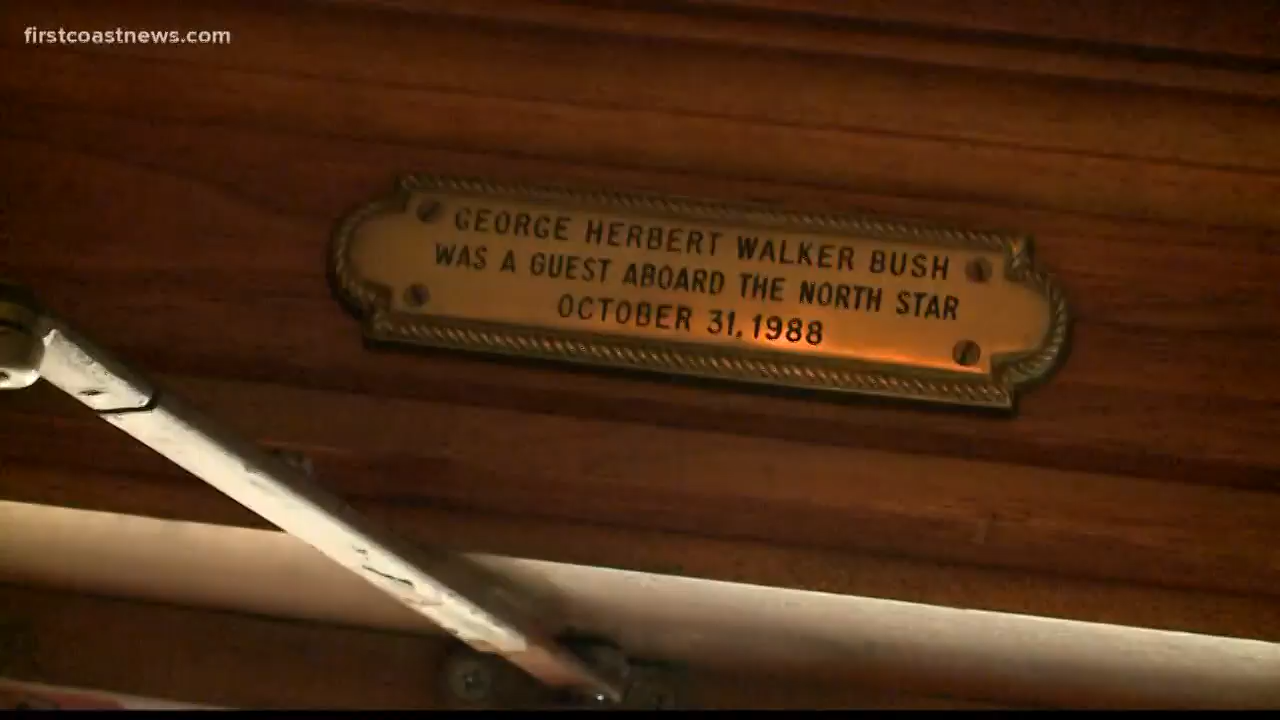 firstcoastnews.com
GEORGE HERBERT WALKER BUSH
WAS A GUEST ABOARD THE NORTH STAR
OCTOBER 31, 1988